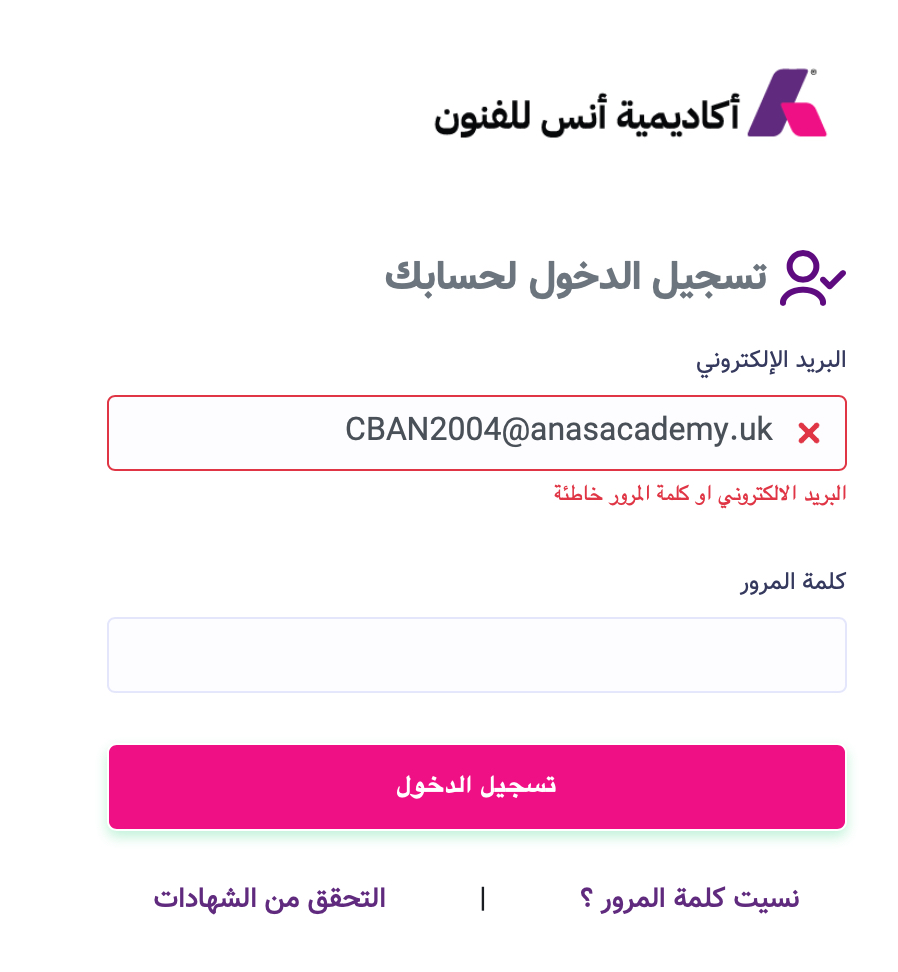 أكاديمية أنس للفنون
®
تسجيل الدخول لحسابك
البريد الإلكتروني
CBAN2004@anasacademy.uk
البريد الالكتروني او كلمة المرور خاطئة
كلمة المرور
تسجيل الدخول
نسيت كلمة المرور ؟ | التحقق من الشهادات